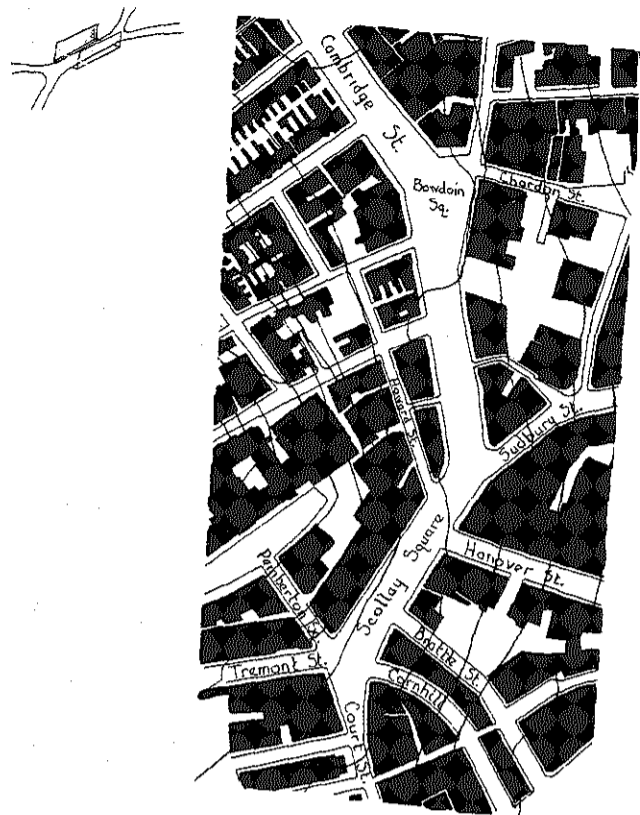 Cambridge
St.
Bowdoin
Sq.
Chardon St.
Howard St.
Sudbury St.
Scollay Square
Hanover St.
Pemberton
Brattle St.
Tremont St.
Cornhill
Court St.